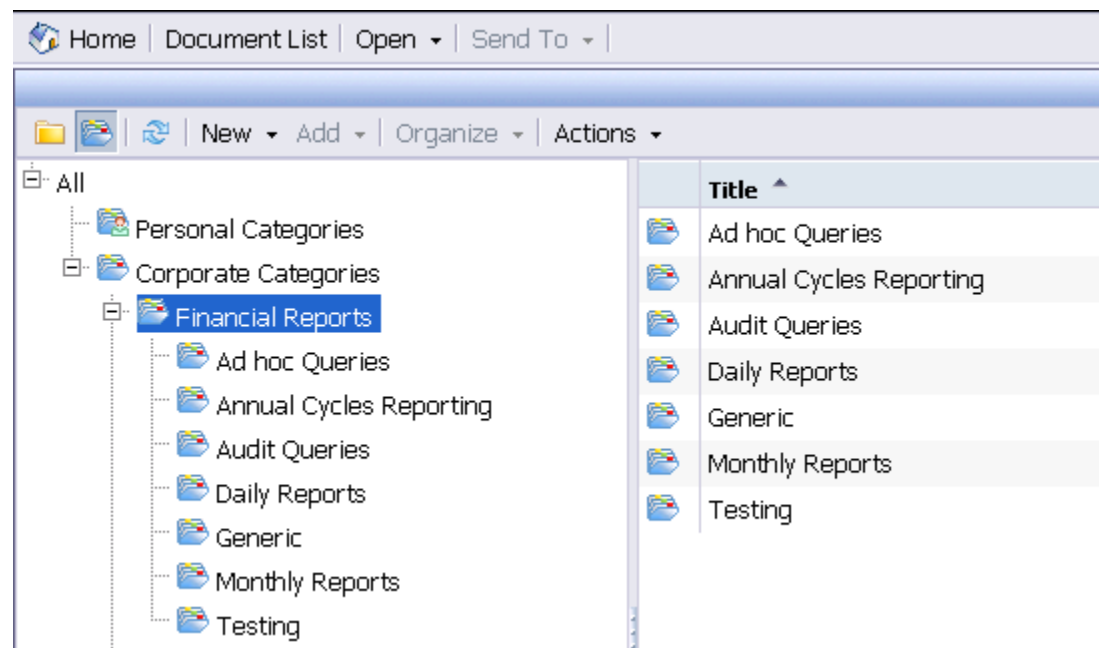 Home | Document List | Open | Send To |
New Add | Organize | Actions
All
Personal Categories
Corporate Categories
Financial Reports
Ad hoc Queries
Annual Cycles Reporting
Audit Queries
Daily Reports
Generic
Monthly Reports
Testing
Title
Ad hoc Queries
Annual Cycles Reporting
Audit Queries
Daily Reports
Generic
Monthly Reports
Testing